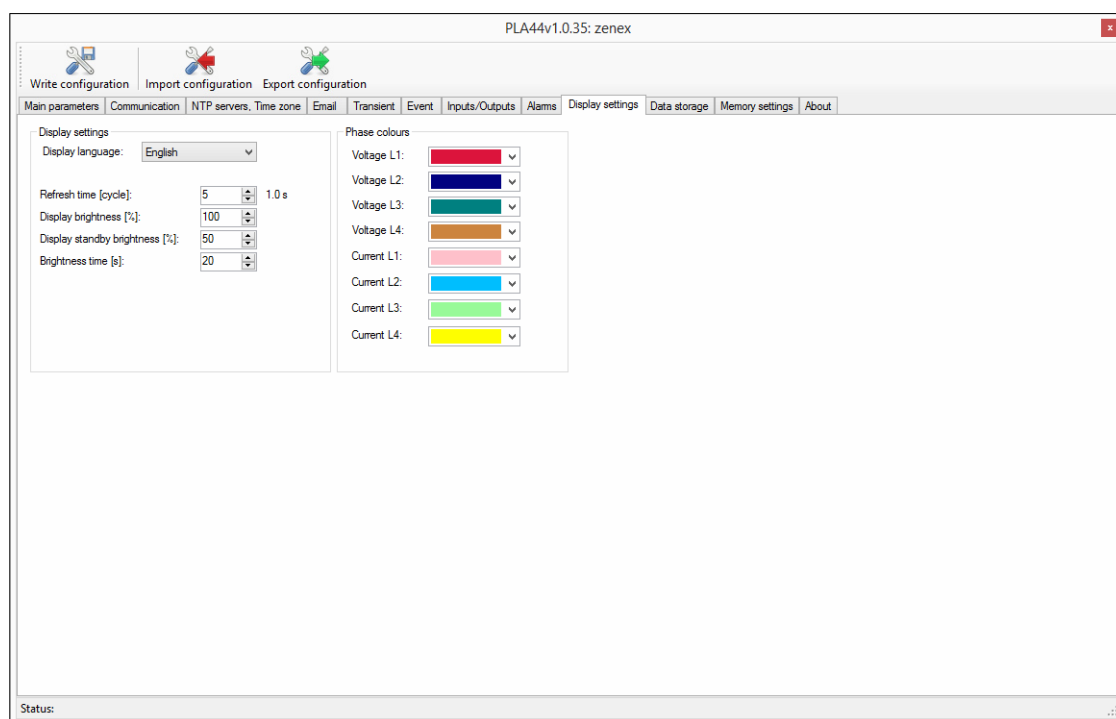 PLA44v1.0.35: zenex
x
Write configuration Import configuration Export configuration
Main parameters Communication NTP servers, Time zone Email Transient Event Inputs/Outputs Alarms Display settings Data storage Memory settings About
Display settings
Display language: English
Refresh time [cycle]: 5 1.0 s
Display brightness [%]: 100
Display standby brightness [%]: 50
Brightness time [s]: 20
Phase colours
Voltage L1:
Voltage L2:
Voltage L3:
Voltage L4:
Current L1:
Current L2:
Current L3:
Current L4:
Status: